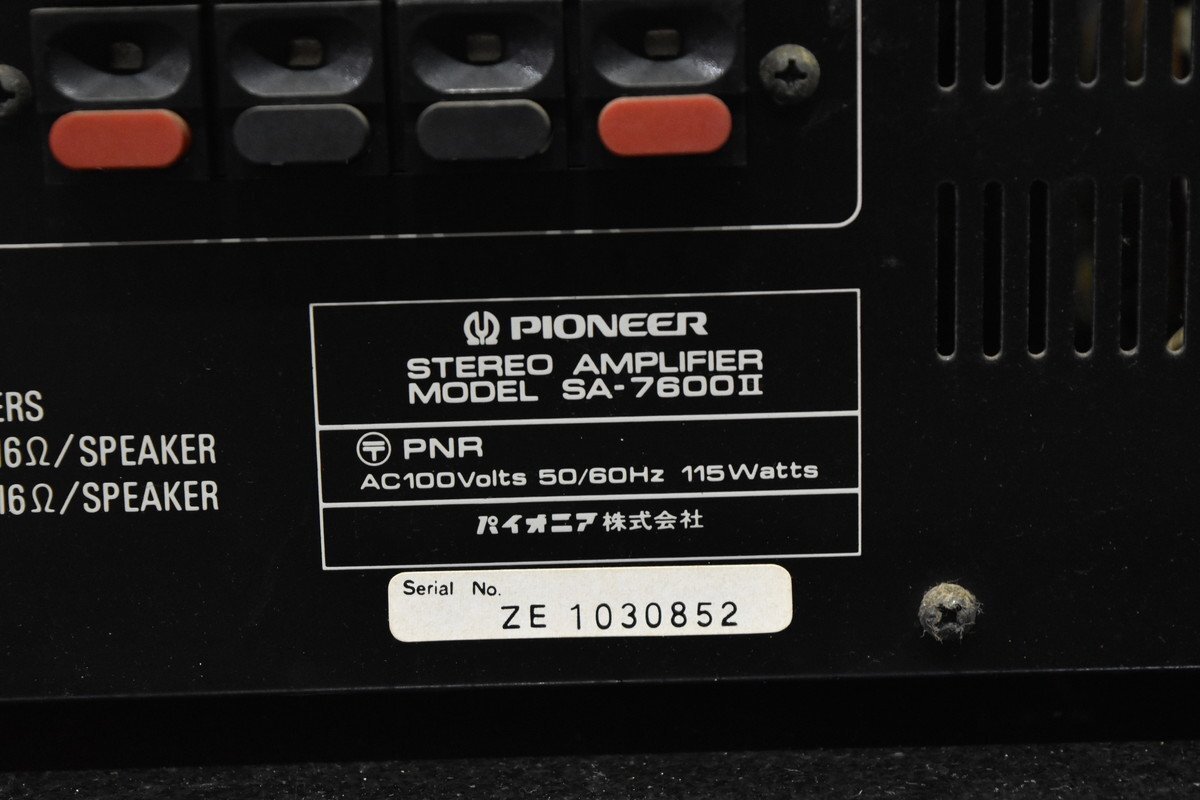 PIONEER
STEREO AMPLIFIER
MODEL SA-7600II
〒 PNR
AC100Volts 50/60Hz 115Watts
パイオニア株式会社
Serial No.
ZE 1030852
ERS
16Ω/SPEAKER
16Ω/SPEAKER